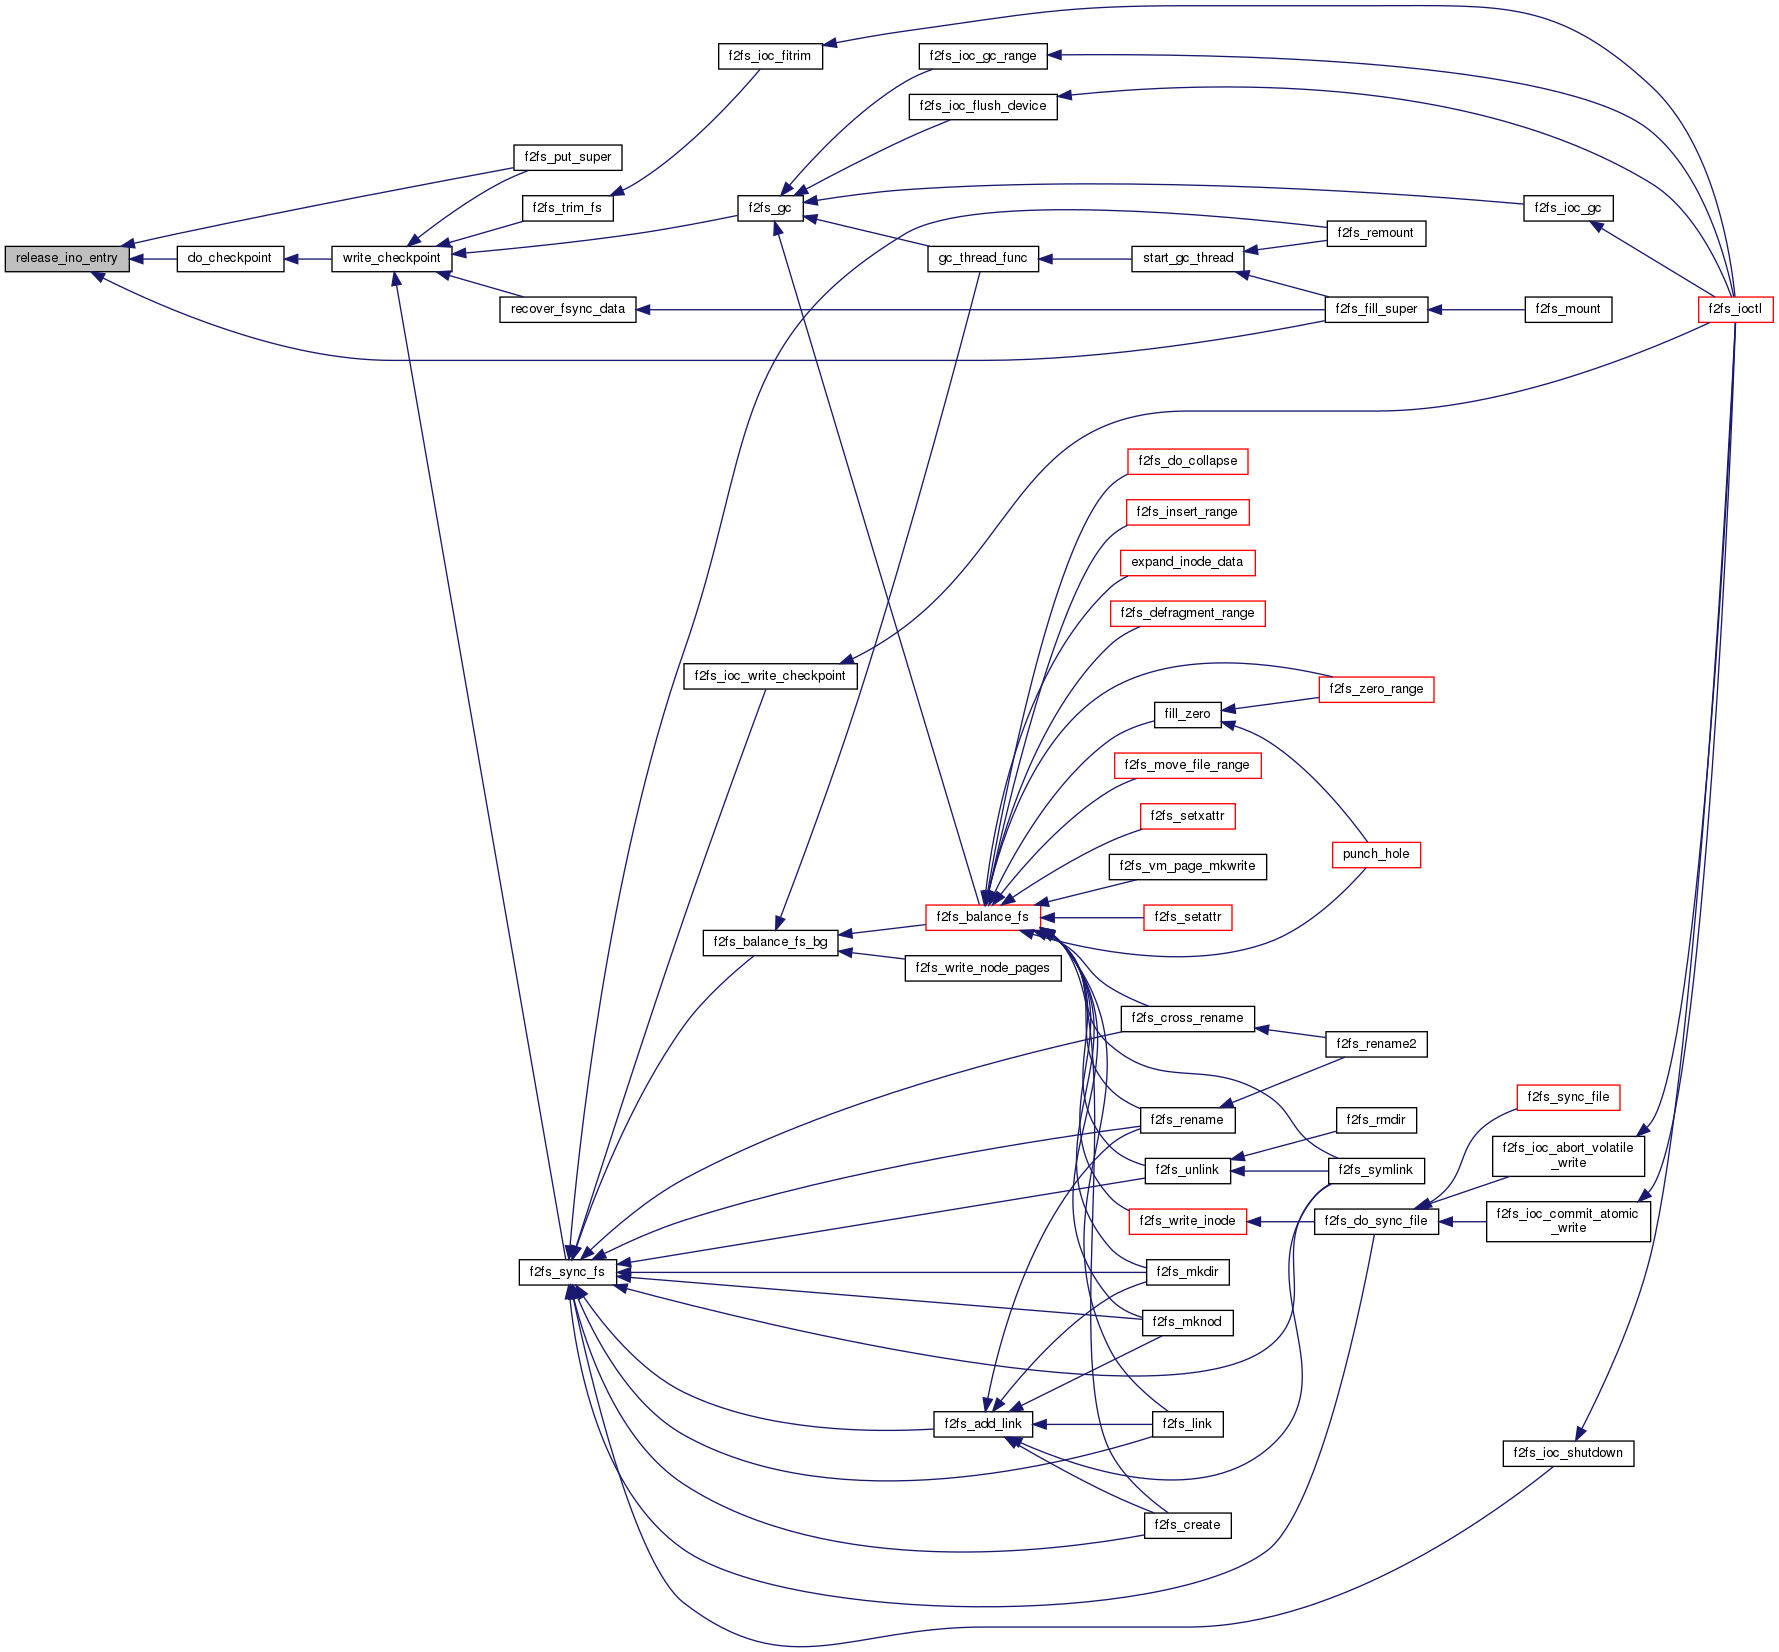 f2fs_ioc_fitrim
f2fs_ioc_gc_range
f2fs_ioc_flush_device
f2fs_put_super
f2fs_trim_fs
f2fs_gc
f2fs_ioc_gc
f2fs_remount
release_ino_entry
do_checkpoint
write_checkpoint
gc_thread_func
start_gc_thread
recover_fsync_data
f2fs_fill_super
f2fs_mount
f2fs_ioctl
f2fs_do_collapse
f2fs_insert_range
expand_inode_data
f2fs_defragment_range
f2fs_ioc_write_checkpoint
f2fs_zero_range
fill_zero
f2fs_move_file_range
f2fs_setxattr
punch_hole
f2fs_vm_page_mkwrite
f2fs_balance_fs
f2fs_setattr
f2fs_balance_fs_bg
f2fs_write_node_pages
f2fs_cross_rename
f2fs_rename2
f2fs_sync_file
f2fs_rename
f2fs_rmdir
f2fs_ioc_abort_volatile
_write
f2fs_unlink
f2fs_symlink
f2fs_write_inode
f2fs_do_sync_file
f2fs_ioc_commit_atomic
_write
f2fs_sync_fs
f2fs_mkdir
f2fs_mknod
f2fs_add_link
f2fs_link
f2fs_ioc_shutdown
f2fs_create